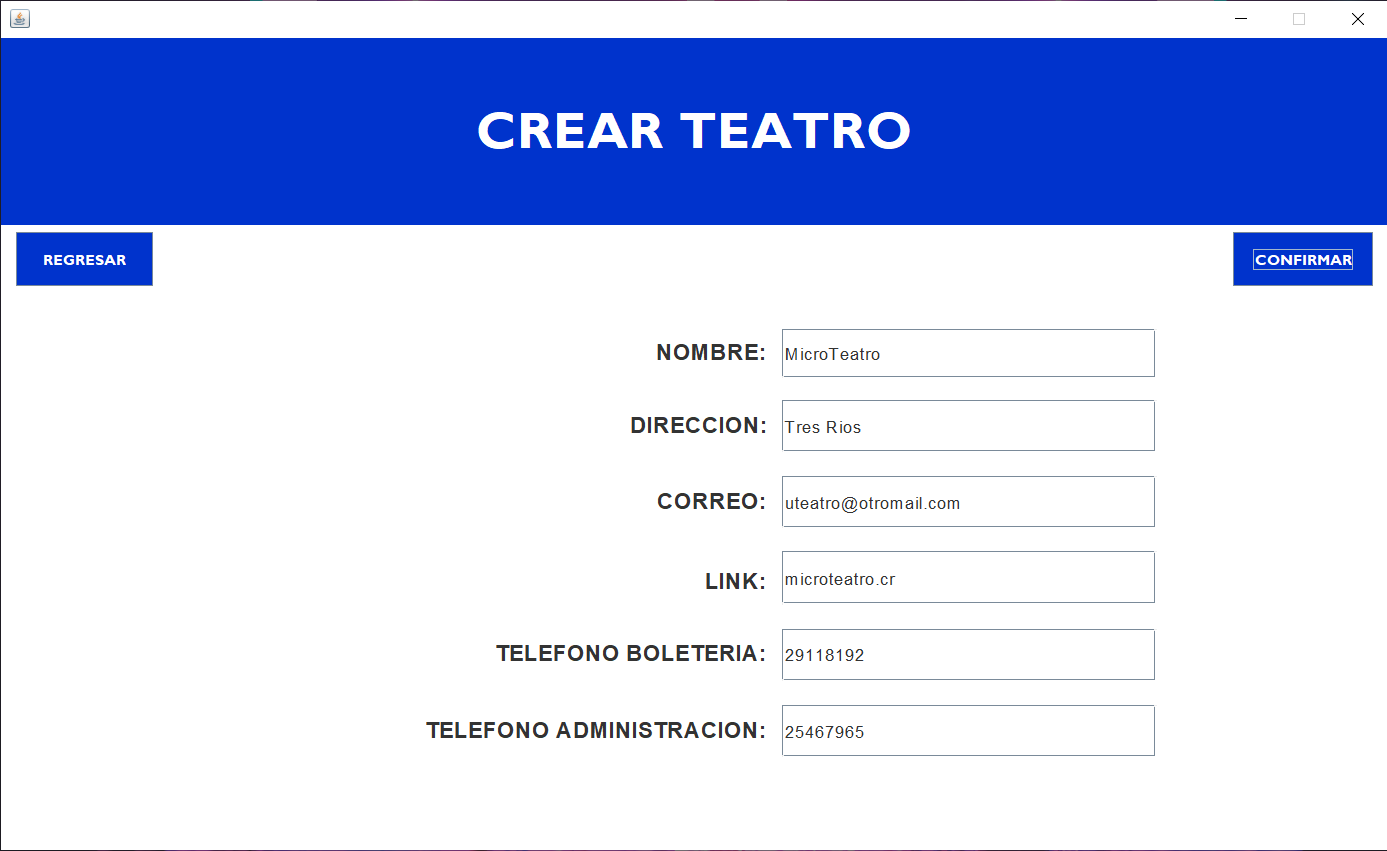 CREAR TEATRO
REGRESAR
CONFIRMAR
NOMBRE: MicroTeatro
DIRECCION: Tres Rios
CORREO: uteatro@otromail.com
LINK: microteatro.cr
TELEFONO BOLETERIA: 29118192
TELEFONO ADMINISTRACION: 25467965